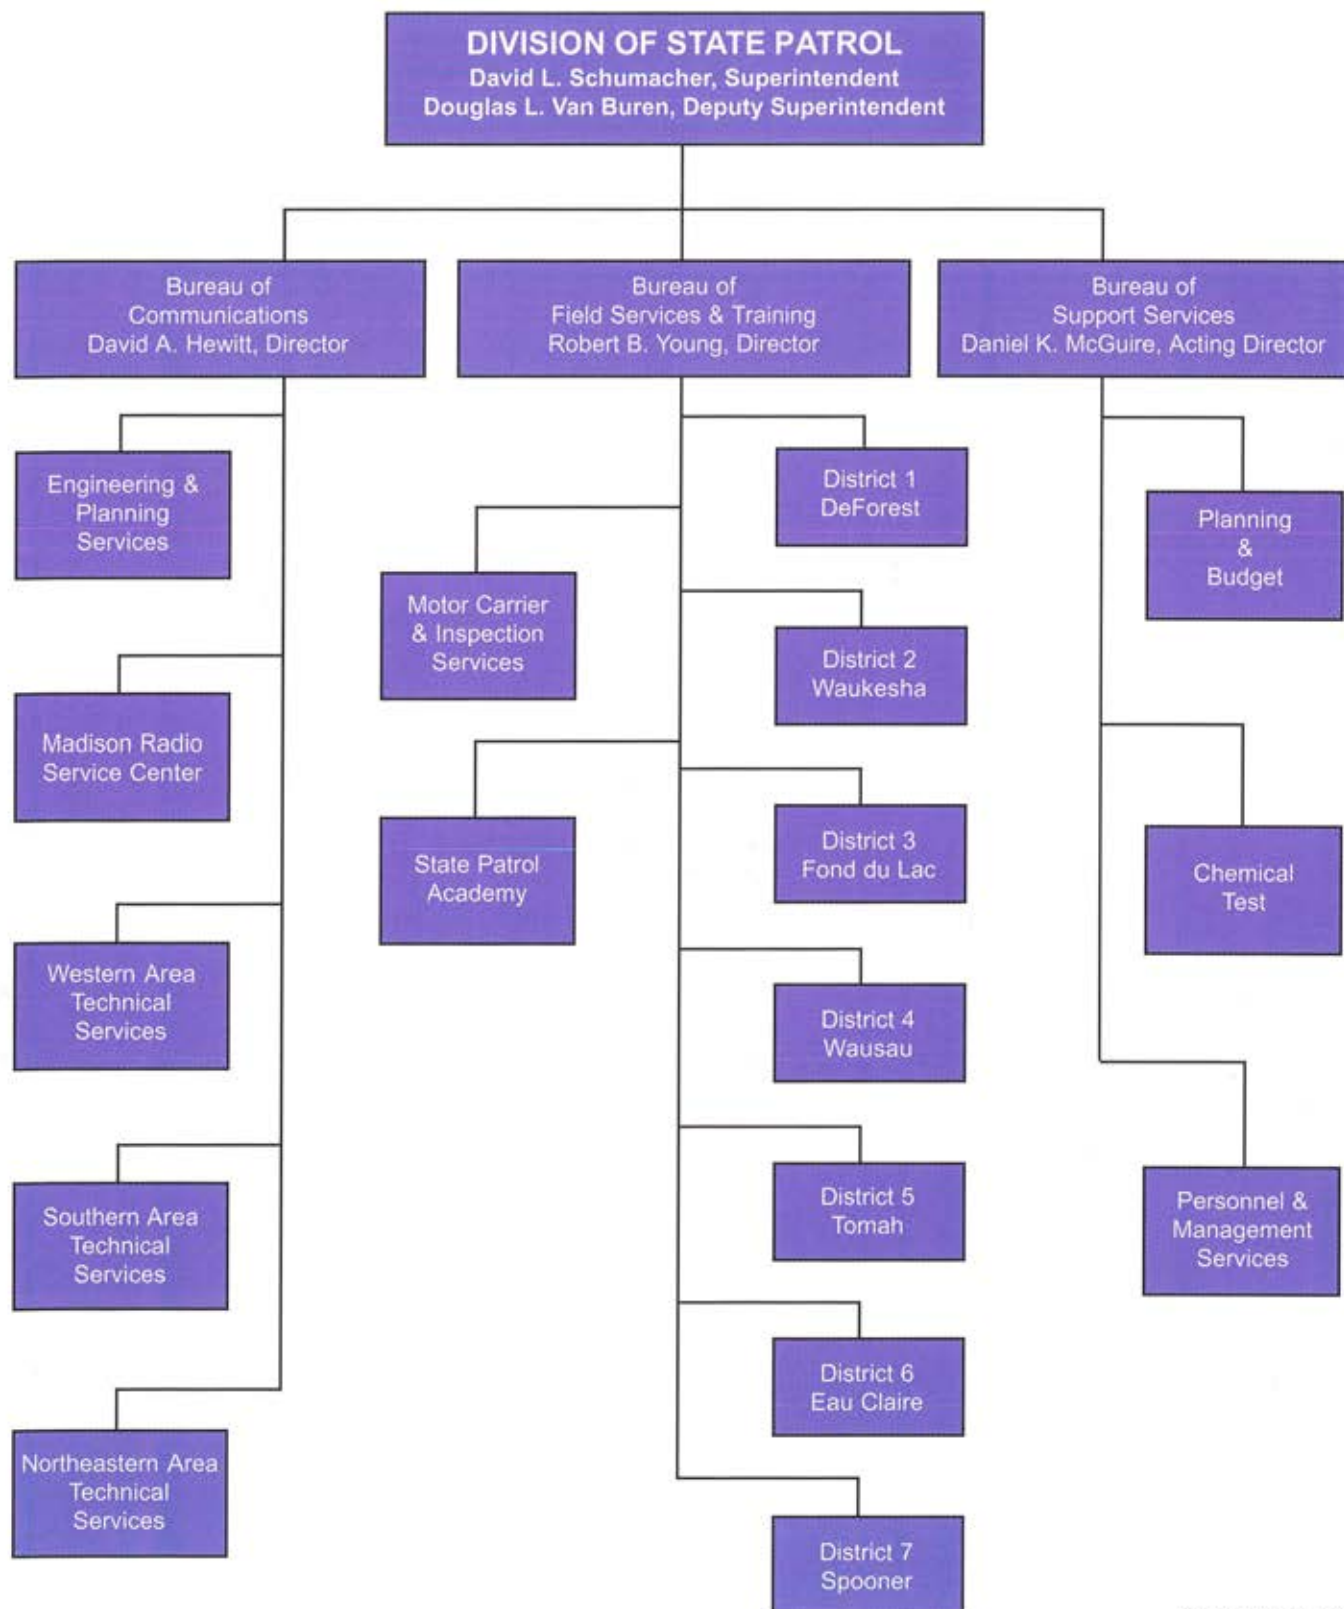 DIVISION OF STATE PATROL
David L. Schumacher, Superintendent
Douglas L. Van Buren, Deputy Superintendent
Bureau of
Communications
David A. Hewitt, Director
Bureau of
Field Services & Training
Robert B. Young, Director
Bureau of
Support Services
Daniel K. McGuire, Acting Director
Engineering &
Planning
Services
Madison Radio
Service Center
Western Area
Technical
Services
Southern Area
Technical
Services
Northeastern Area
Technical
Services
Motor Carrier
& Inspection
Services
State Patrol
Academy
District 1
DeForest
District 2
Waukesha
District 3
Fond du Lac
District 4
Wausau
District 5
Tomah
District 6
Eau Claire
District 7
Spooner
Planning
&
Budget
Chemical
Test
Personnel &
Management
Services